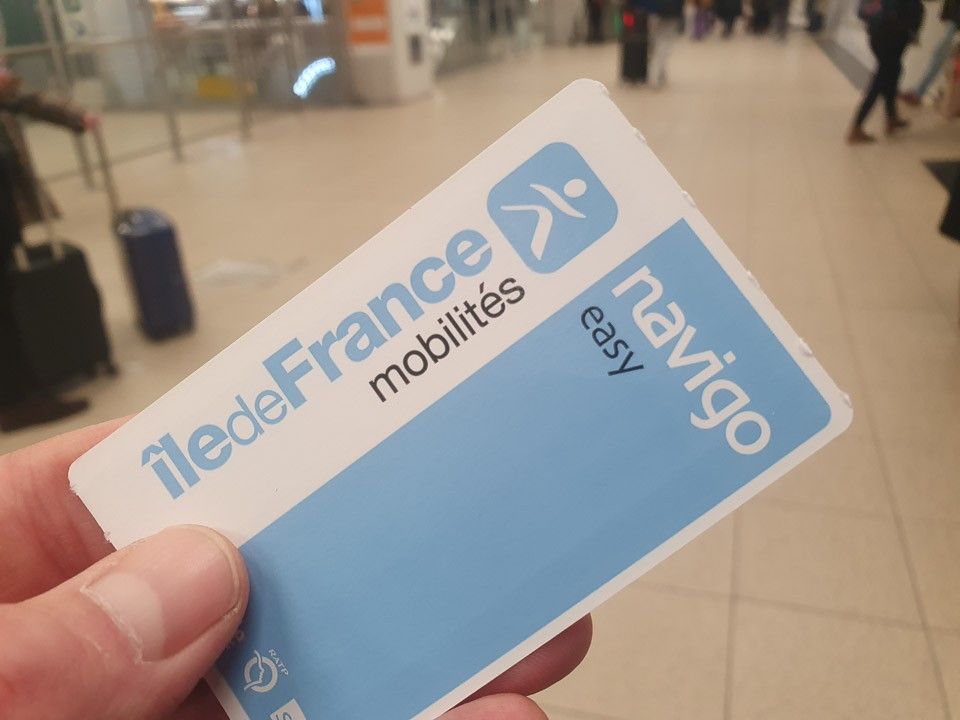 îledeFrance
mobilités
navigo
easy
RATP